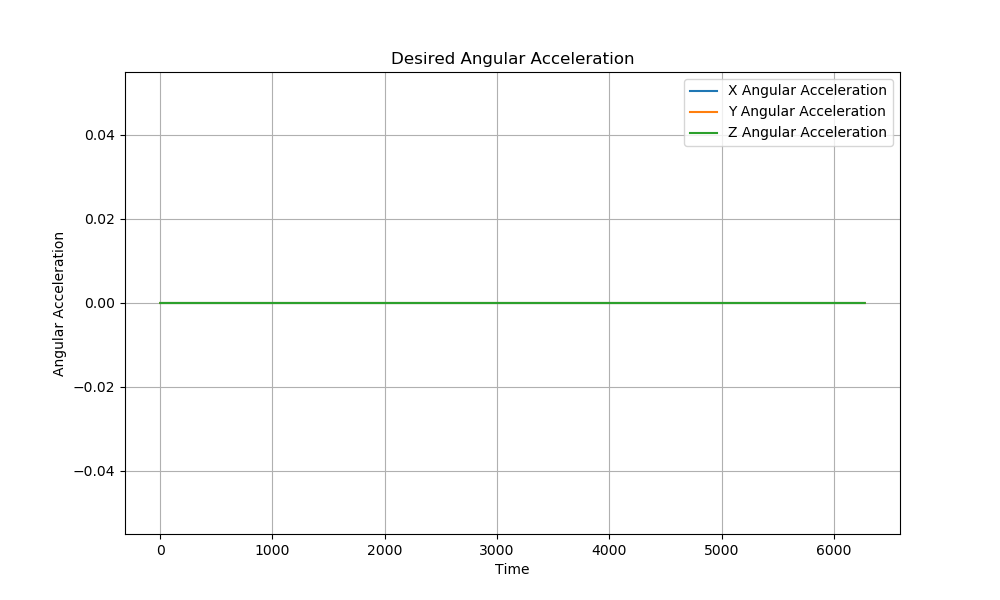 Desired Angular Acceleration
X Angular Acceleration
Y Angular Acceleration
Z Angular Acceleration
0.04
0.02
0.00
−0.02
−0.04
Angular Acceleration
0 1000 2000 3000 4000 5000 6000
Time